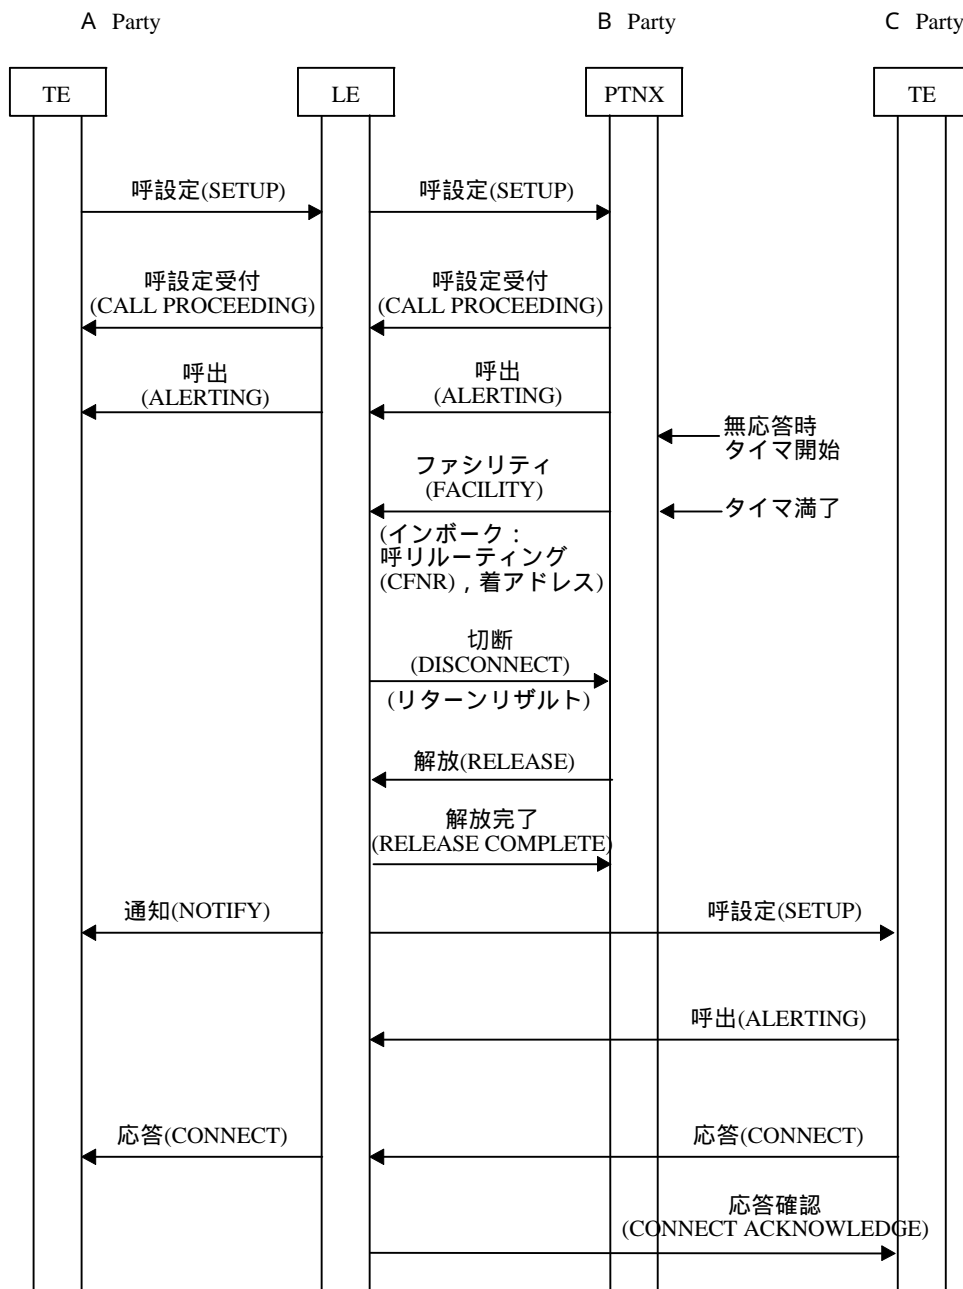 A Party
B Party
C Party
TE
LE
PTNX
TE
呼設定(SETUP)
呼設定(SETUP)
呼設定受付
(CALL PROCEEDING)
呼設定受付
(CALL PROCEEDING)
呼出
(ALERTING)
呼出
(ALERTING)
無応答時
タイマ開始
ファシリティ
(FACILITY)
タイマ満了
(インボーク：
呼リルーティング
(CFNR)，着アドレス)
切断
(DISCONNECT)
(リターンリザルト)
解放(RELEASE)
解放完了
(RELEASE COMPLETE)
通知(NOTIFY)
呼設定(SETUP)
呼出(ALERTING)
応答(CONNECT)
応答(CONNECT)
応答確認
(CONNECT ACKNOWLEDGE)